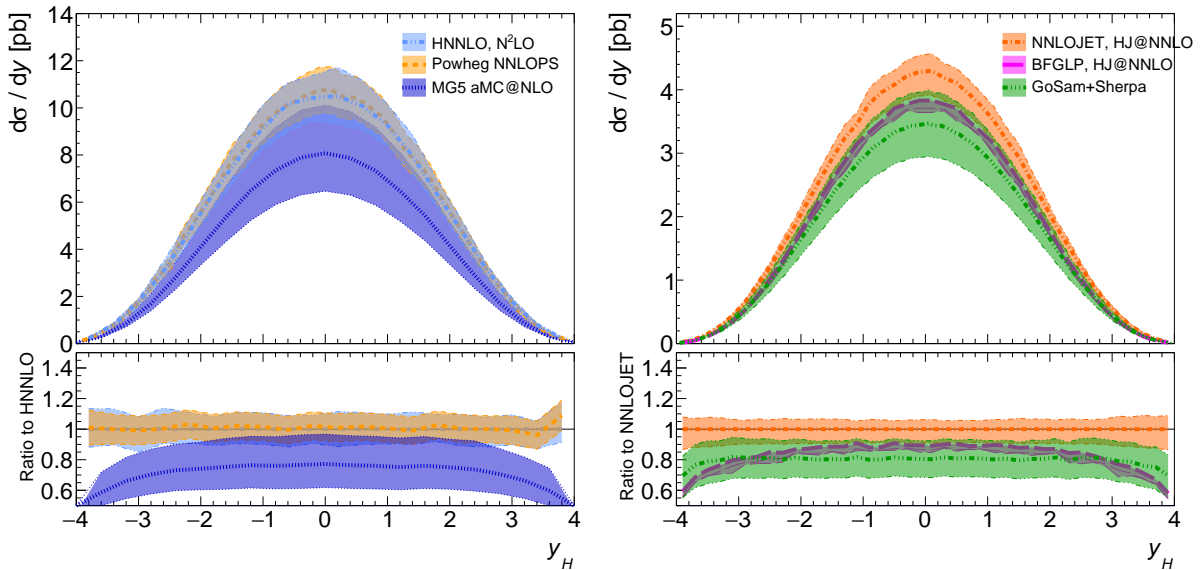 dσ / dy [pb]
14
12
10
8
6
4
2
0
HNNLO, N²LO
Powheg NNLOPS
MG5 aMC@NLO
Ratio to HNNLO
1.4
1.2
1
0.8
0.6
−4 −3 −2 −1 0 1 2 3 4
y_H
dσ / dy [pb]
5
4
3
2
1
0
NNLOJET, HJ@NNLO
BFGLP, HJ@NNLO
GoSam+Sherpa
Ratio to NNLOJET
1.4
1.2
1
0.8
0.6
−4 −3 −2 −1 0 1 2 3 4
y_H